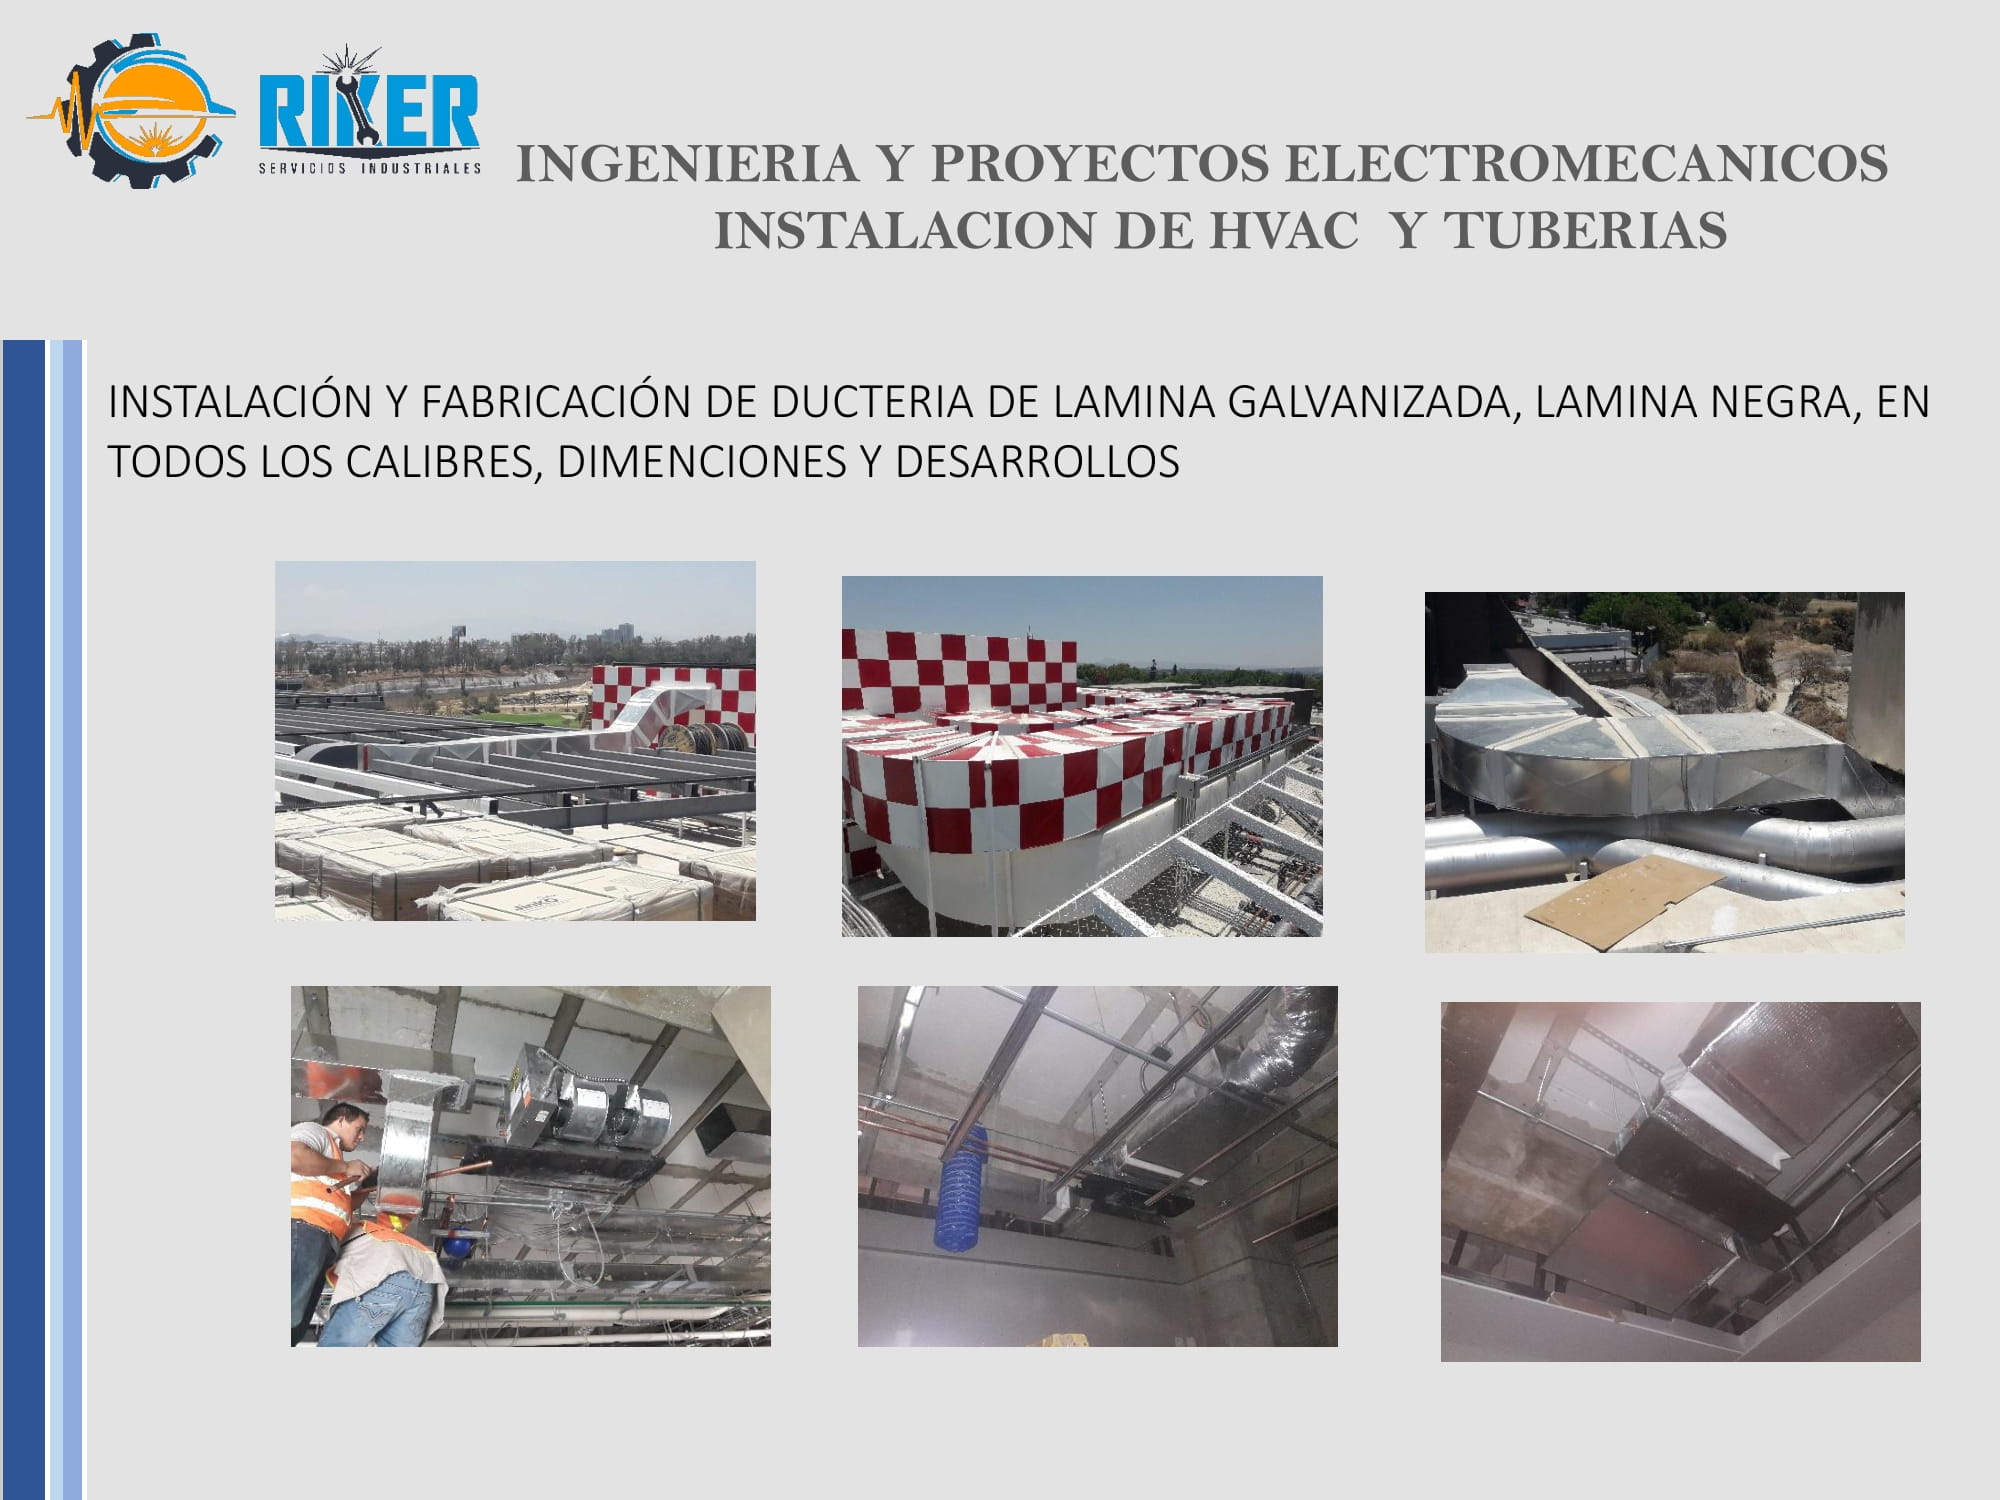 RIKER
SERVICIOS INDUSTRIALES
INGENIERIA Y PROYECTOS ELECTROMECANICOS
INSTALACION DE HVAC Y TUBERIAS
INSTALACIÓN Y FABRICACIÓN DE DUCTERIA DE LAMINA GALVANIZADA, LAMINA NEGRA, EN
TODOS LOS CALIBRES, DIMENCIONES Y DESARROLLOS